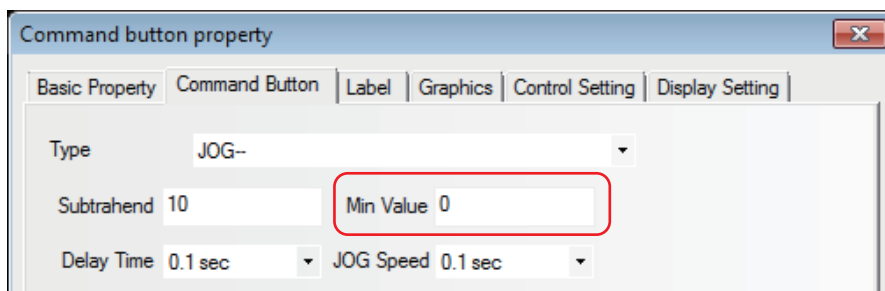 Command button property
Basic Property Command Button Label Graphics Control Setting Display Setting
Type JOG--
Subtrahend 10 Min Value 0
Delay Time 0.1 sec JOG Speed 0.1 sec